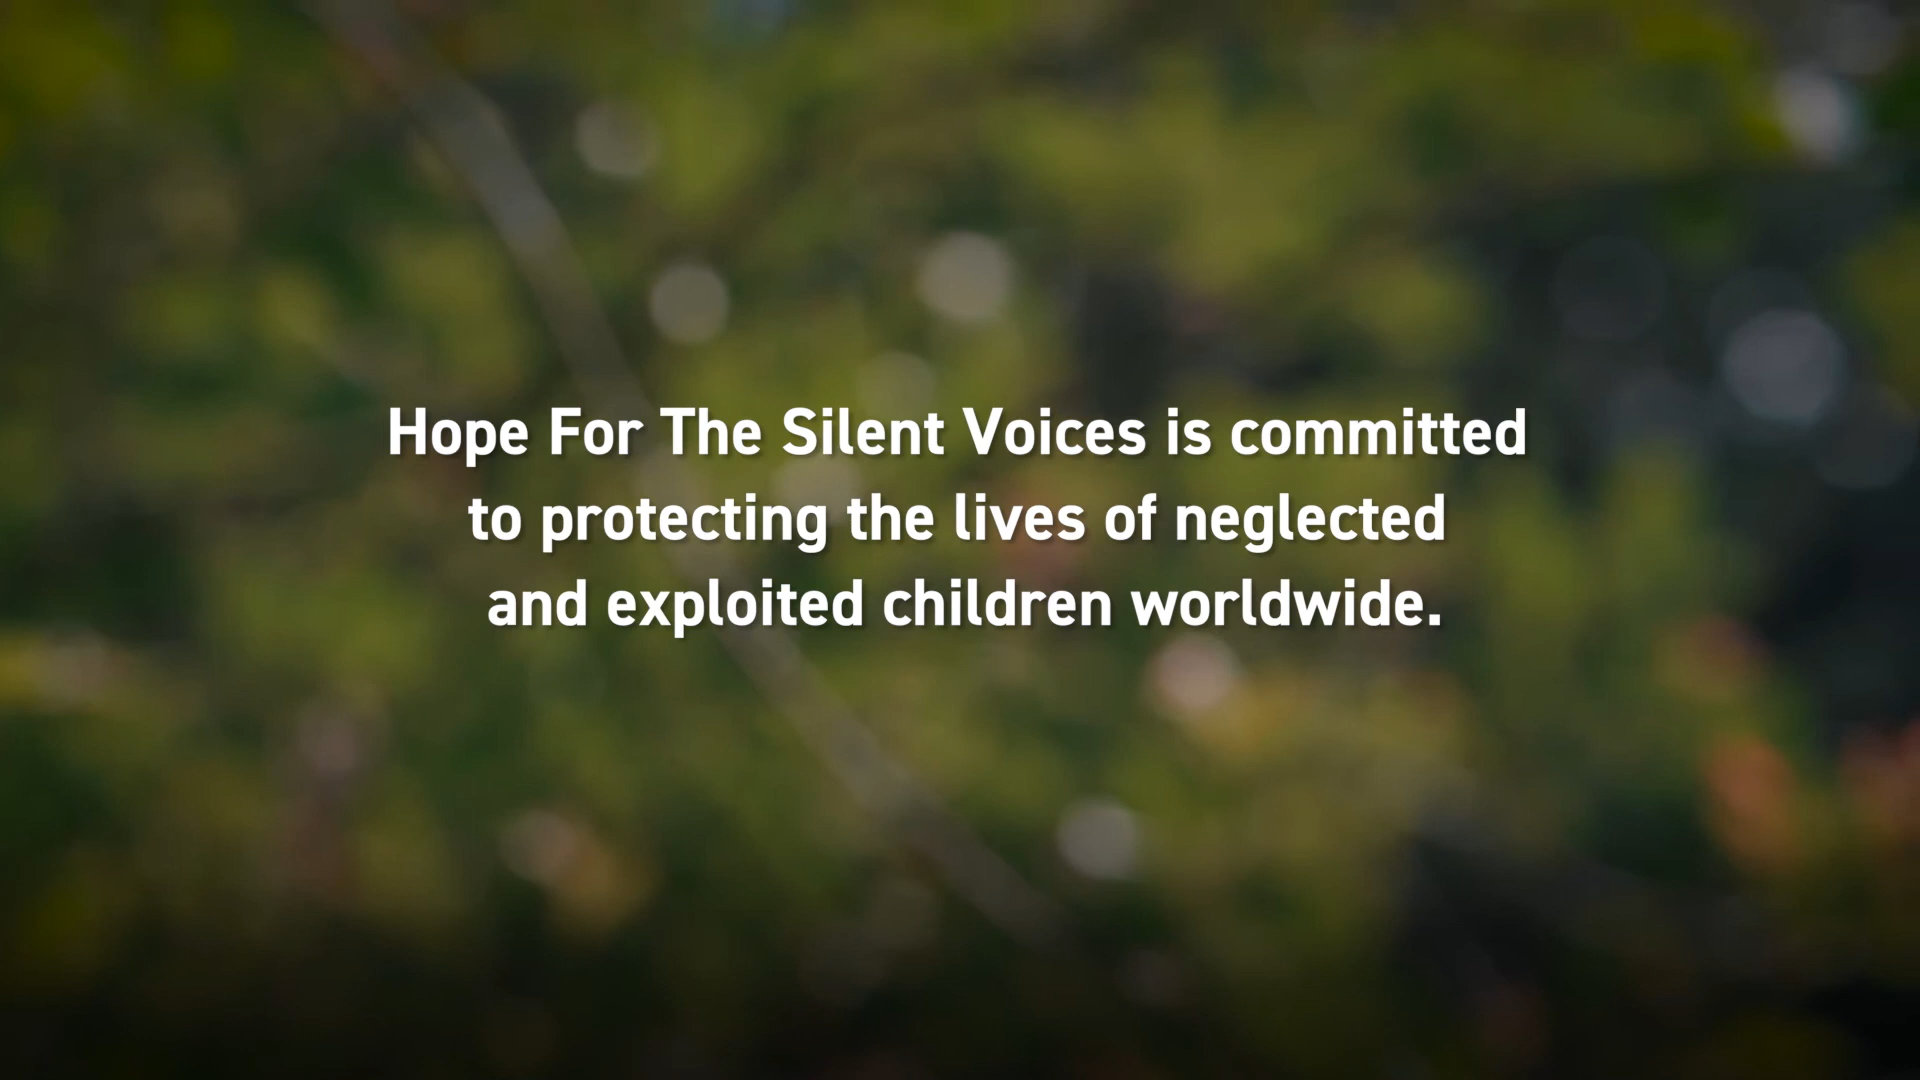 Hope For The Silent Voices is committed
to protecting the lives of neglected
and exploited children worldwide.